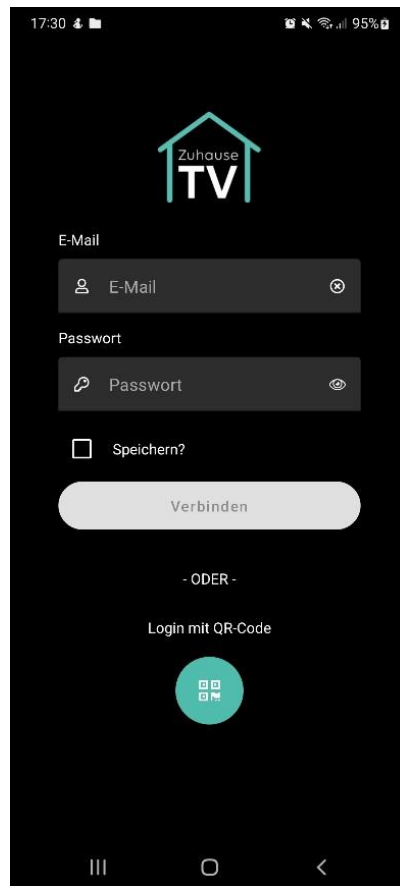 17:30
95%
Zuhause
TV
E-Mail
E-Mail
Passwort
Passwort
Speichern?
Verbinden
- ODER -
Login mit QR-Code